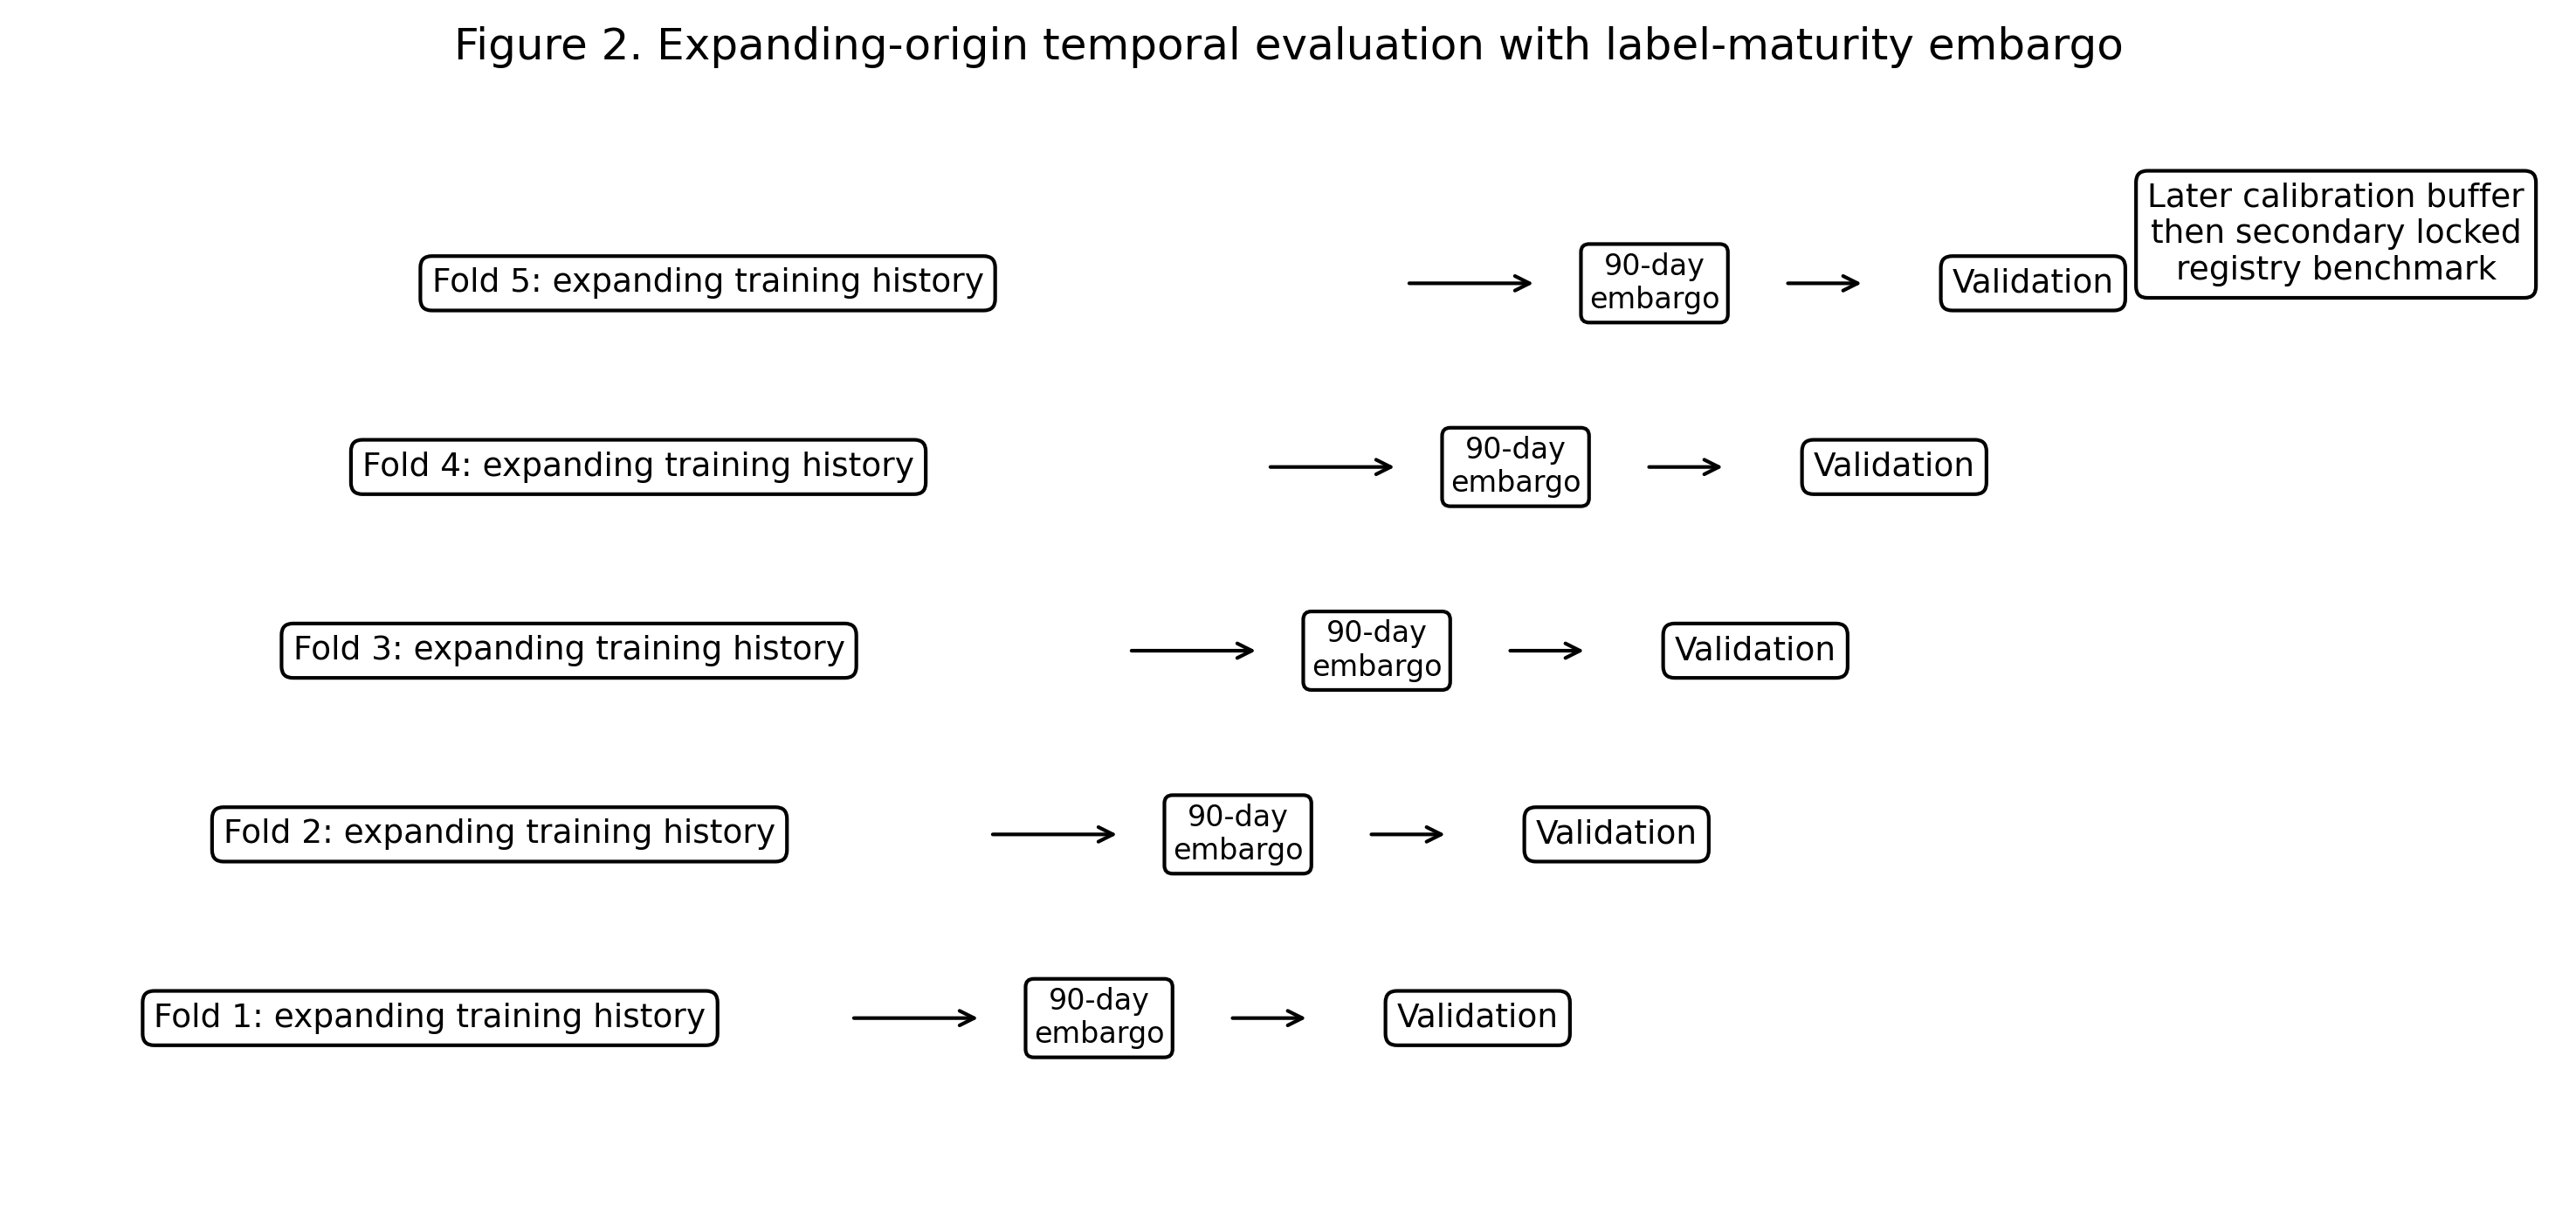 Figure 2. Expanding-origin temporal evaluation with label-maturity embargo
Later calibration buffer
then secondary locked
registry benchmark
Fold 5: expanding training history
90-day
embargo
Validation
Fold 4: expanding training history
90-day
embargo
Validation
Fold 3: expanding training history
90-day
embargo
Validation
Fold 2: expanding training history
90-day
embargo
Validation
Fold 1: expanding training history
90-day
embargo
Validation